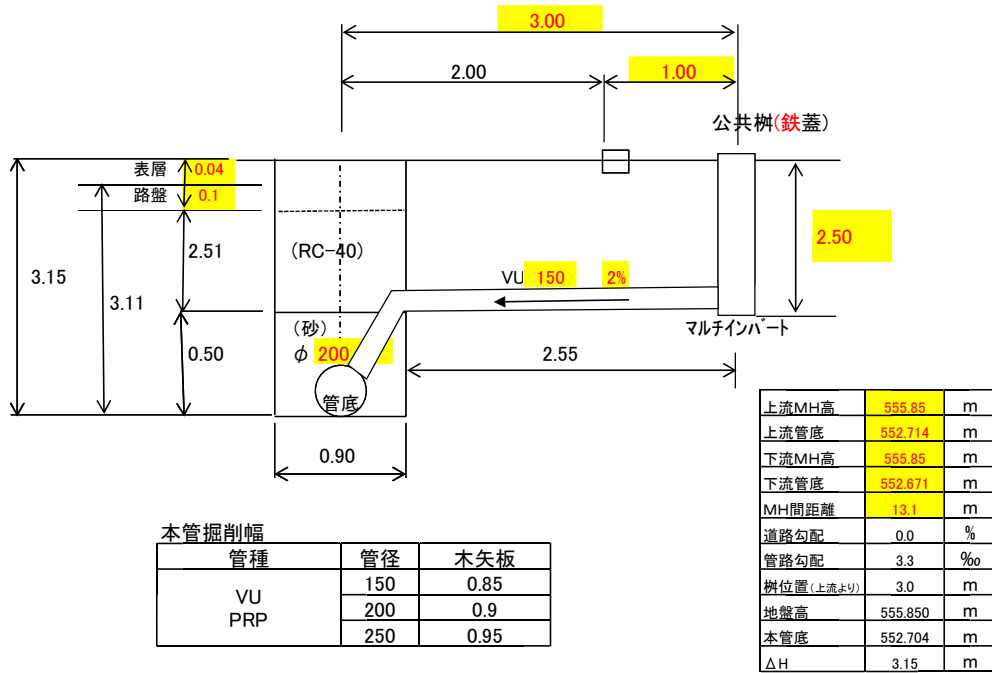 3.00
2.00
1.00
公共桝(鉄蓋)
表層
0.04
路盤
0.1
2.51
(RC-40)
2.50
3.15
3.11
VU 150 2%
マルチインバート
(砂)
φ 200
0.50
2.55
管底
0.90
上流MH高 555.85 m
上流管底 552.714 m
下流MH高 555.85 m
下流管底 552.671 m
MH間距離 13.1 m
道路勾配 0.0 %
管路勾配 3.3 ‰
桝位置(上流より) 3.0 m
地盤高 555.850 m
本管底 552.704 m
ΔH 3.15 m
本管掘削幅
管種 管径 木矢板
VU
PRP
150 0.85
200 0.9
250 0.95